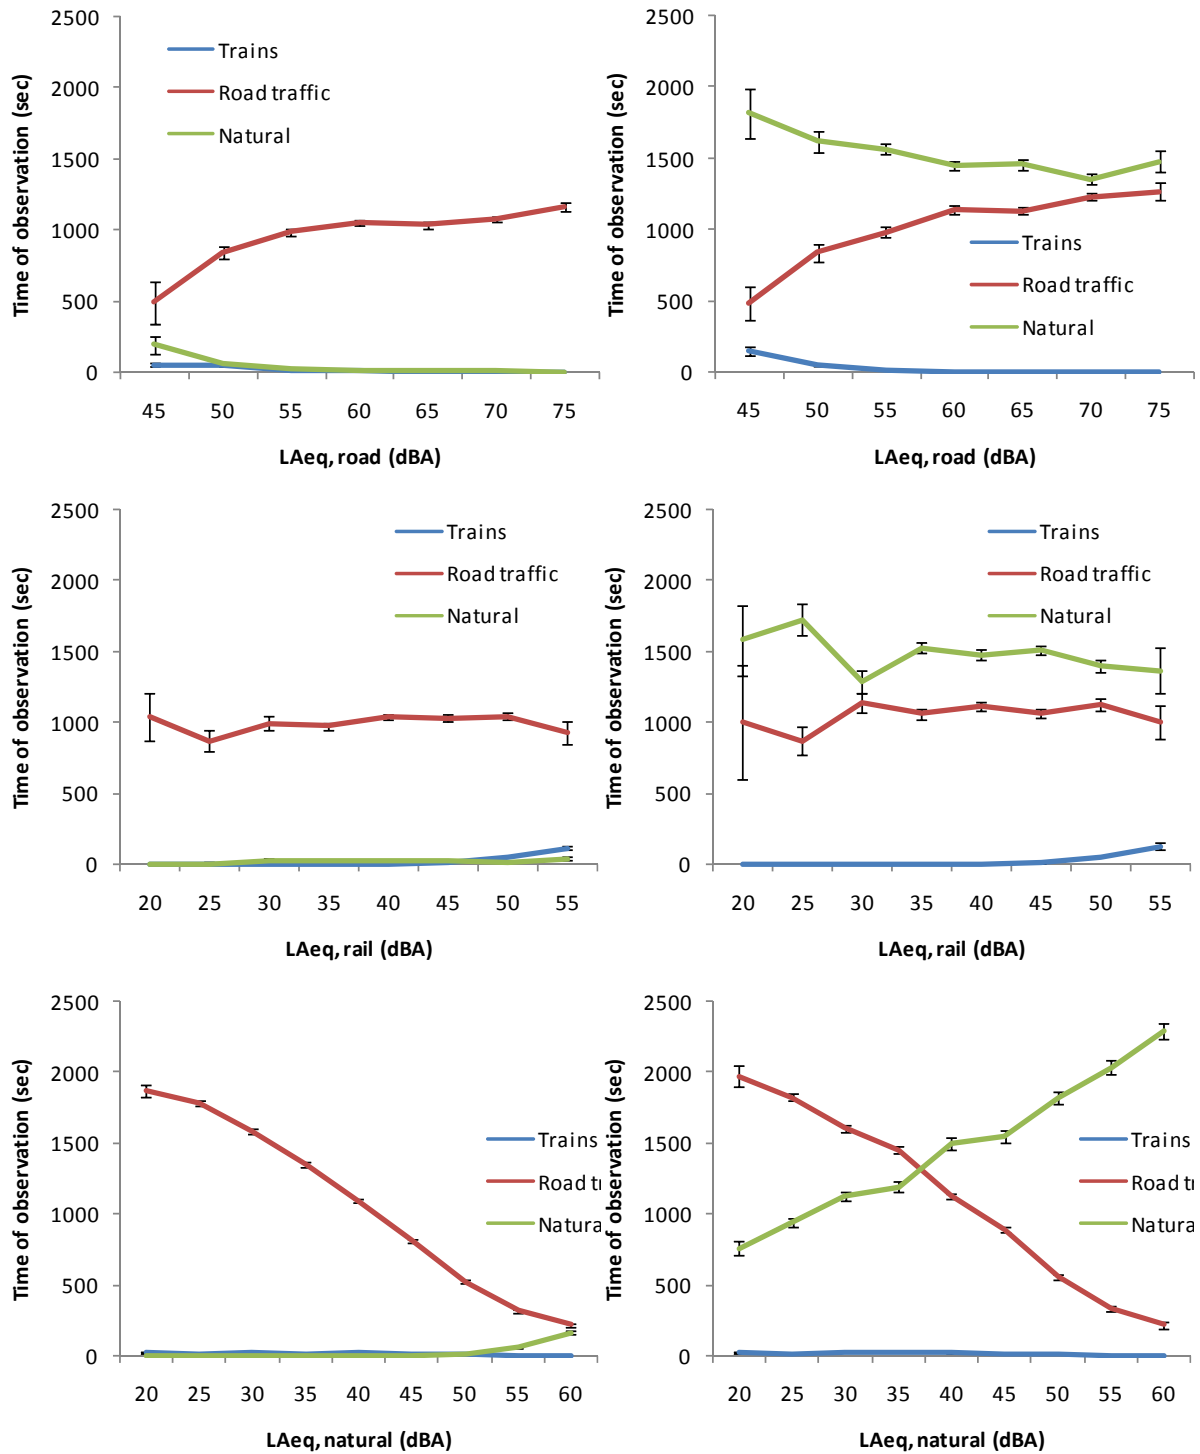 2500
2000
1500
1000
500
0
Time of observation (sec)
Trains
Road traffic
Natural
45 50 55 60 65 70 75
LAeq, road (dBA)
2500
2000
1500
1000
500
0
Time of observation (sec)
Trains
Road traffic
Natural
45 50 55 60 65 70 75
LAeq, road (dBA)
2500
2000
1500
1000
500
0
Time of observation (sec)
Trains
Road traffic
Natural
20 25 30 35 40 45 50 55
LAeq, rail (dBA)
2500
2000
1500
1000
500
0
Time of observation (sec)
Trains
Road traffic
Natural
20 25 30 35 40 45 50 55
LAeq, rail (dBA)
2500
2000
1500
1000
500
0
Time of observation (sec)
Trains
Road tr
Natura
20 25 30 35 40 45 50 55 60
LAeq, natural (dBA)
2500
2000
1500
1000
500
0
Time of observation (sec)
Trains
Road tr
Natura
20 25 30 35 40 45 50 55 60
LAeq, natural (dBA)